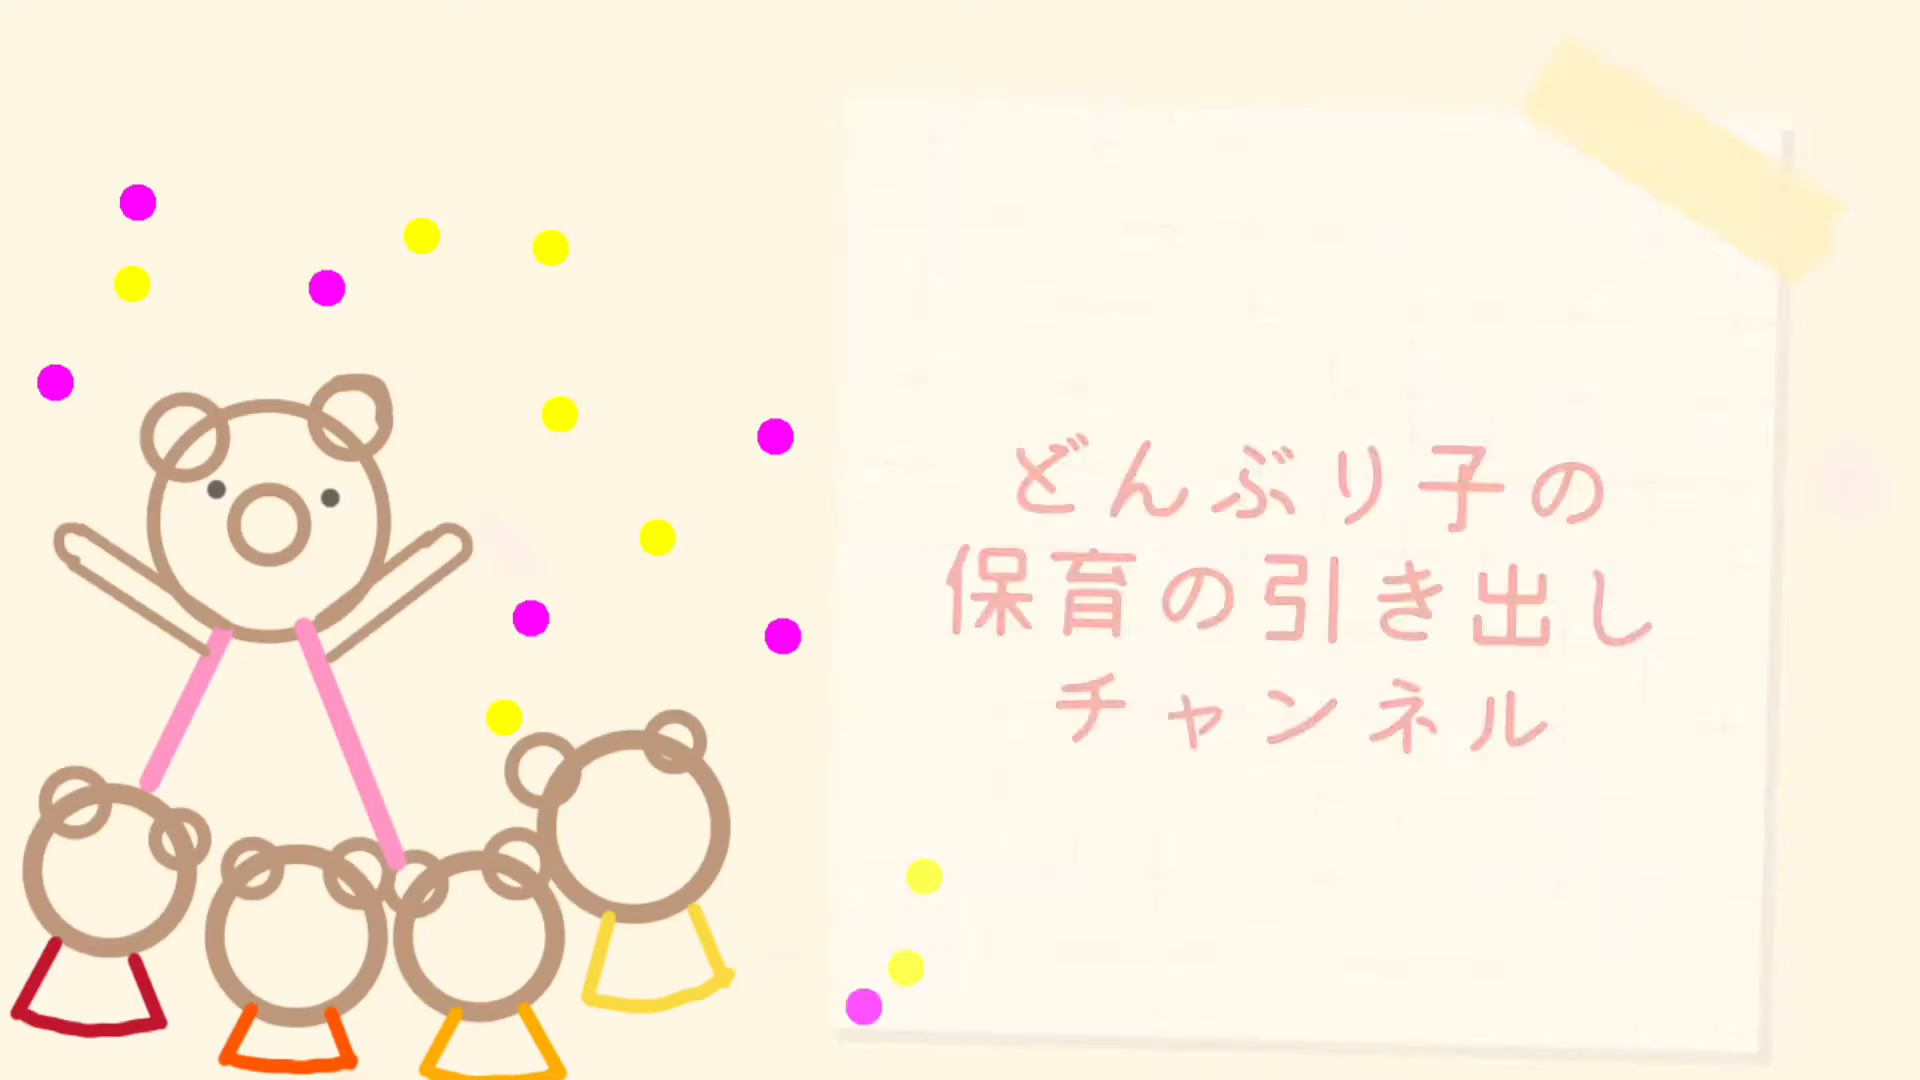 どんぶり子の
保育の引き出し
チャンネル